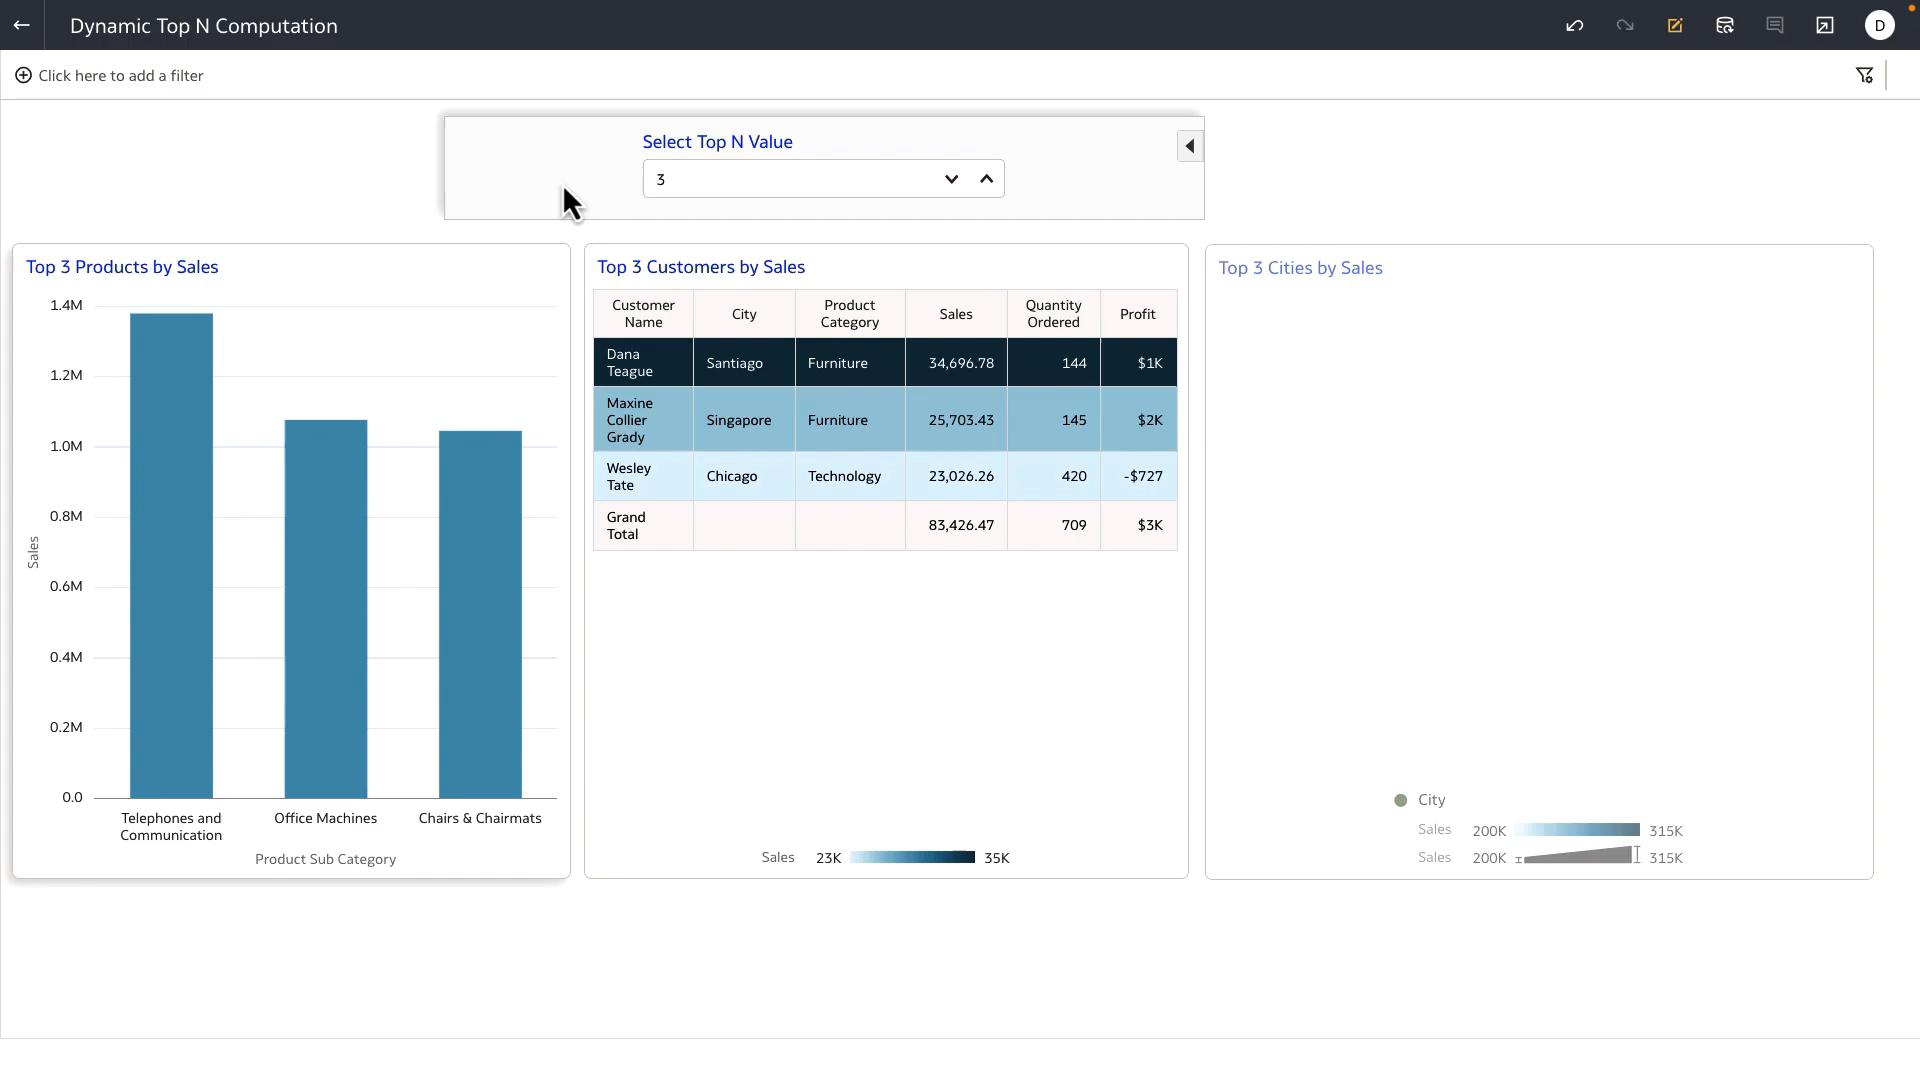 Dynamic Top N Computation
D
Click here to add a filter
Select Top N Value
3
Top 3 Products by Sales
1.4M
1.2M
1.0M
0.8M
0.6M
0.4M
0.2M
0.0
Sales
Telephones and
Communication
Office Machines
Chairs & Chairmats
Product Sub Category
Top 3 Customers by Sales
Customer Name City Product Category Sales Quantity Ordered Profit
Dana Teague Santiago Furniture 34,696.78 144 $1K
Maxine Collier Grady Singapore Furniture 25,703.43 145 $2K
Wesley Tate Chicago Technology 23,026.26 420 -$727
Grand Total 83,426.47 709 $3K
Sales 23K 35K
Top 3 Cities by Sales
City
Sales 200K 315K
Sales 200K 315K